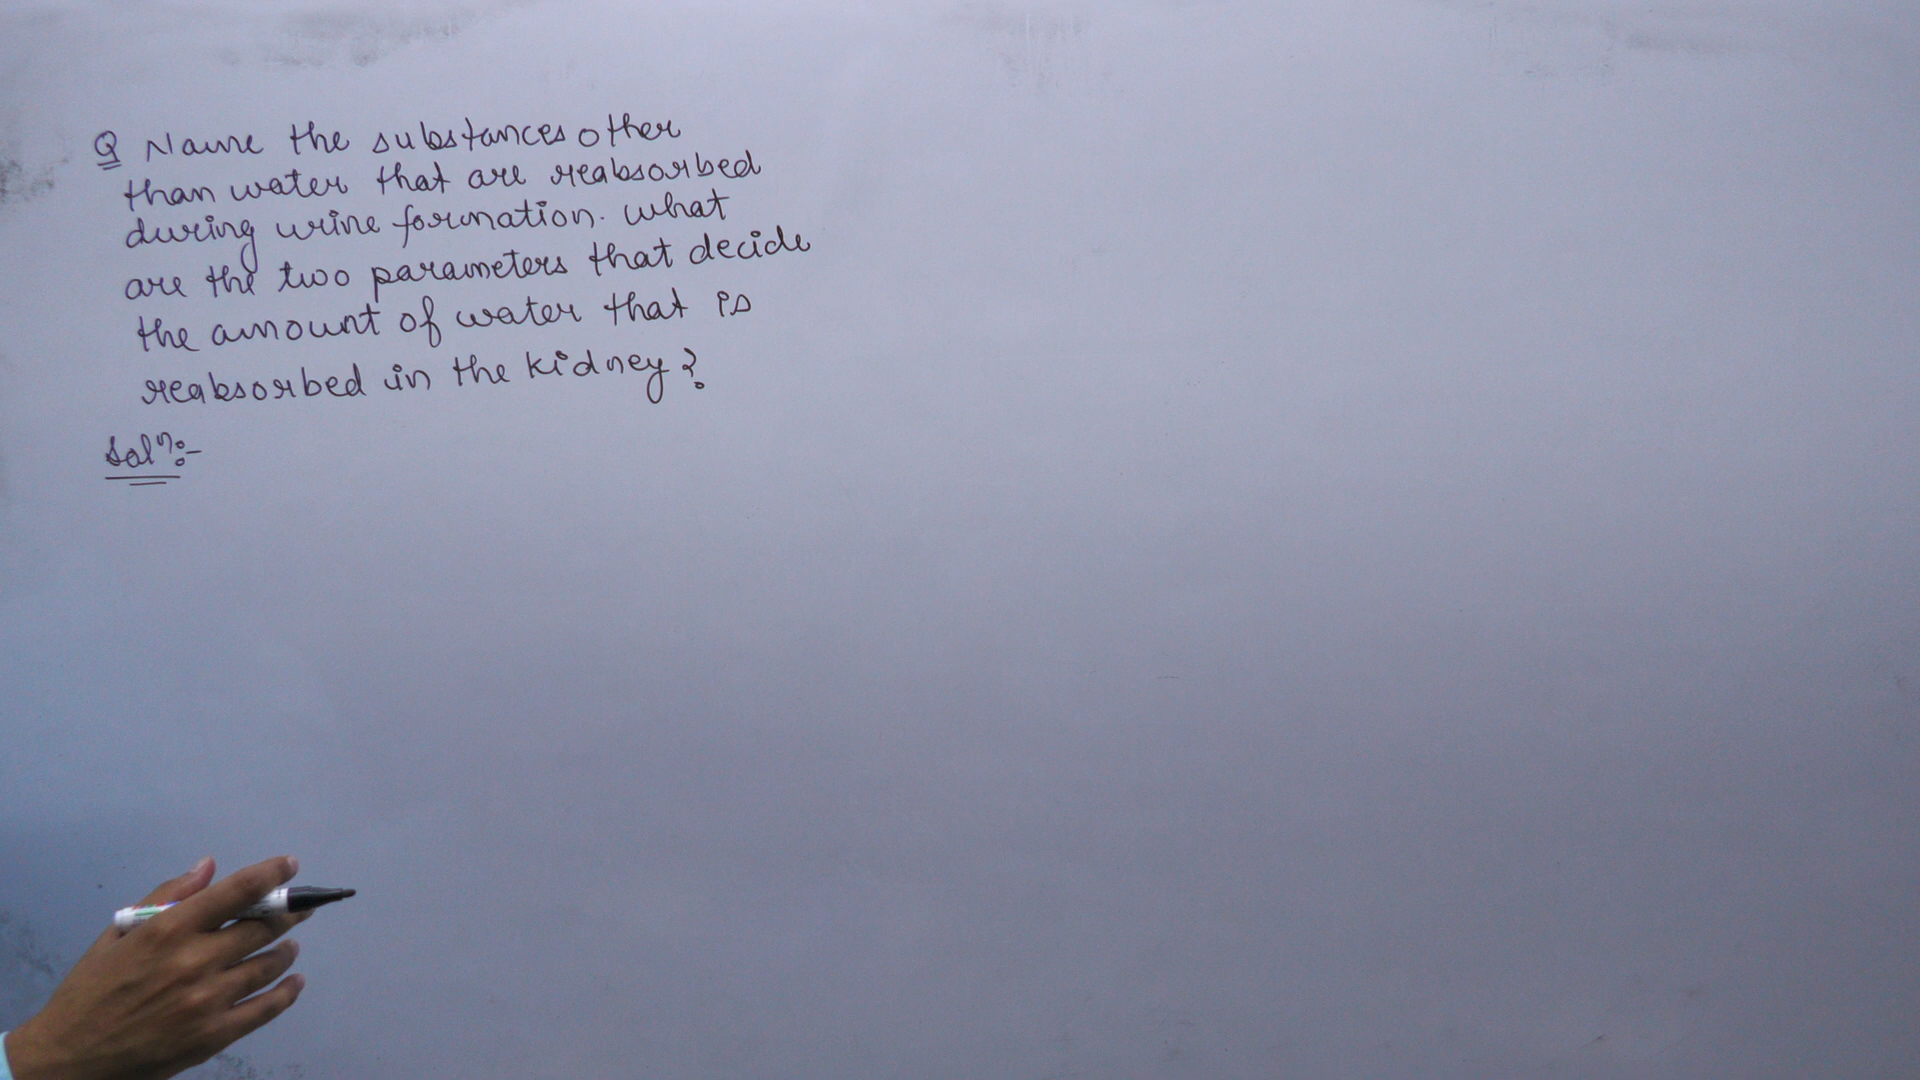 Q Name the substances other
than water that are reabsorbed
during urine formation. what
are the two parameters that decide
the amount of water that is
reabsorbed in the kidney?
Solⁿ:-